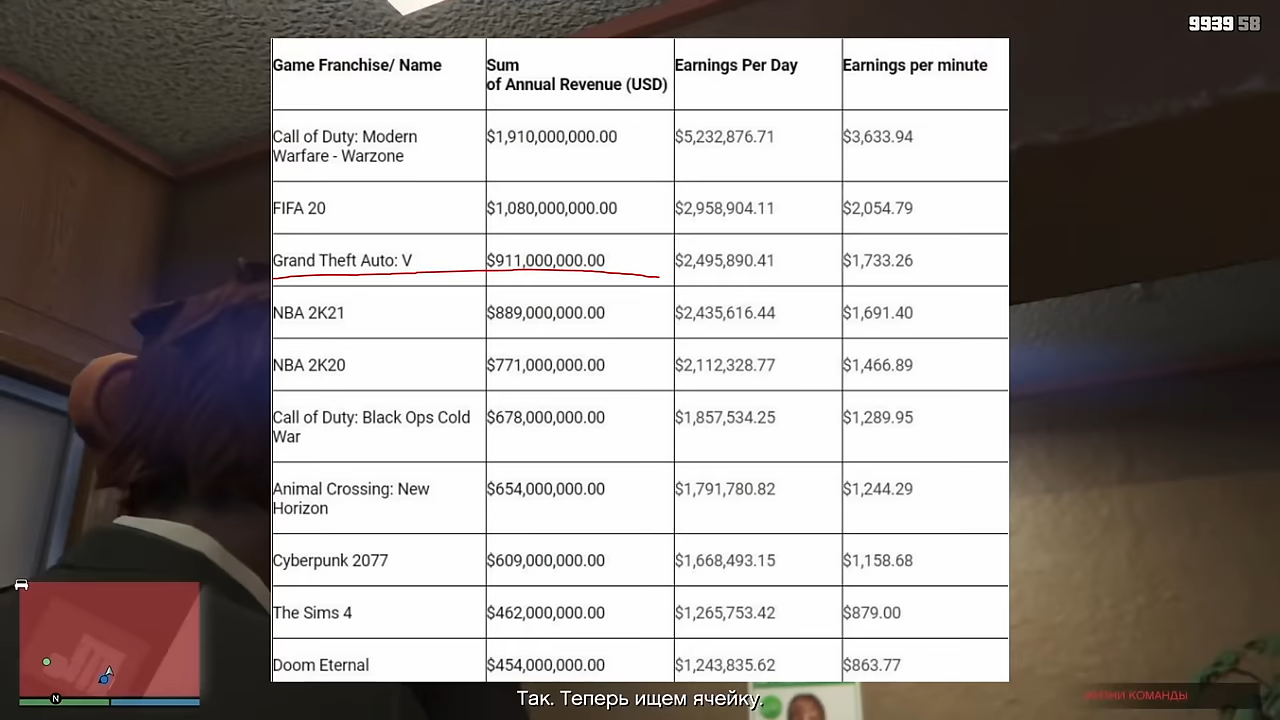 9939 58
Game Franchise/ Name
Sum
of Annual Revenue (USD)
Earnings Per Day
Earnings per minute
Call of Duty: Modern
Warfare - Warzone
$1,910,000,000.00
$5,232,876.71
$3,633.94
FIFA 20
$1,080,000,000.00
$2,958,904.11
$2,054.79
Grand Theft Auto: V
$911,000,000.00
$2,495,890.41
$1,733.26
NBA 2K21
$889,000,000.00
$2,435,616.44
$1,691.40
NBA 2K20
$771,000,000.00
$2,112,328.77
$1,466.89
Call of Duty: Black Ops Cold
War
$678,000,000.00
$1,857,534.25
$1,289.95
Animal Crossing: New
Horizon
$654,000,000.00
$1,791,780.82
$1,244.29
Cyberpunk 2077
$609,000,000.00
$1,668,493.15
$1,158.68
The Sims 4
$462,000,000.00
$1,265,753.42
$879.00
Doom Eternal
$454,000,000.00
$1,243,835.62
$863.77
N
Так. Теперь ищем ячейку.
ЖИЗНИ КОМАНДЫ